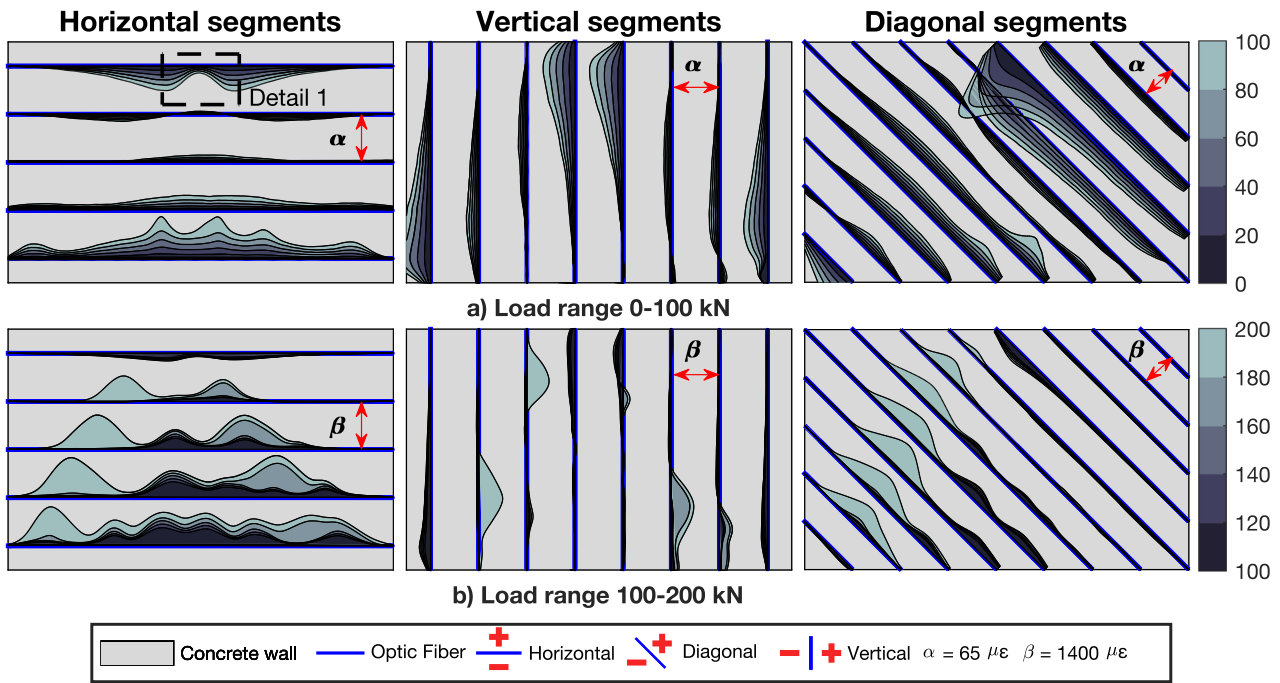 Horizontal segments
Vertical segments
Diagonal segments
Detail 1
α
α
α
100
80
60
40
20
0
a) Load range 0-100 kN
β
β
β
200
180
160
140
120
100
b) Load range 100-200 kN
Concrete wall Optic Fiber + − Horizontal + − Diagonal − + Vertical α = 65 με β = 1400 με